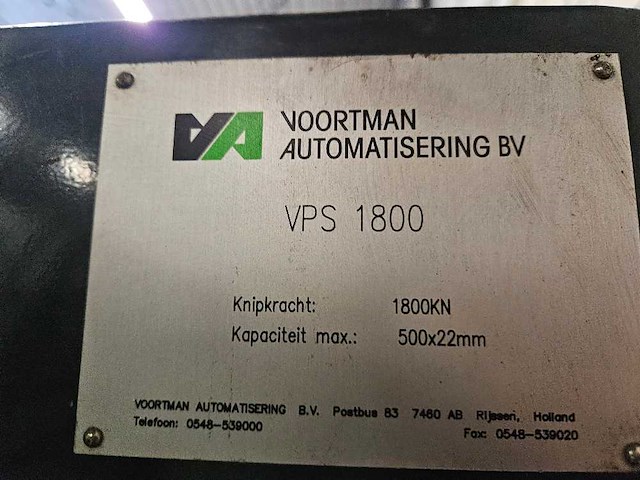 VOORTMAN
AUTOMATISERING BV
VPS 1800
Knipkracht: 1800KN
Kapaciteit max.: 500x22mm
VOORTMAN AUTOMATISERING B.V. Postbus 83 7460 AB Rijssen, Holland
Telefoon: 0548-539000 Fax: 0548-539020